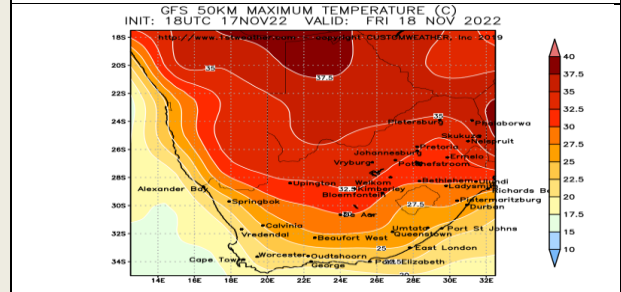 GFS 50KM MAXIMUM TEMPERATURE (C)
INIT: 18UTC 17NOV22 VALID: FRI 18 NOV 2022
18S
40
20S
35
37.5
37.5
22S
35
24S
Pietersburg
35
Phalaborwa
32.5
Skukuza
Nelspruit
30
26S
Johannesburg
Pretoria
Ermelo
27.5
Vryburg
Potchefstroom
28S
Upington
Welkom
Bethlehem
Ulundi
25
Alexander Bay
32.5
Kimberley
Ladysmith
Richards
Bloemfontein
22.5
Springbok
27.5
Pietermaritzburg
30S
Durban
20
De Aar
17.5
Calvinia
Umtata
Port St Johns
32S
Vredendal
Beaufort West
Queenstown
15
25
East London
10
Worcester
Oudtshoorn
34S
Cape Town
George
Port Elizabeth
20
14E 16E 18E 20E 22E 24E 26E 28E 30E 32E